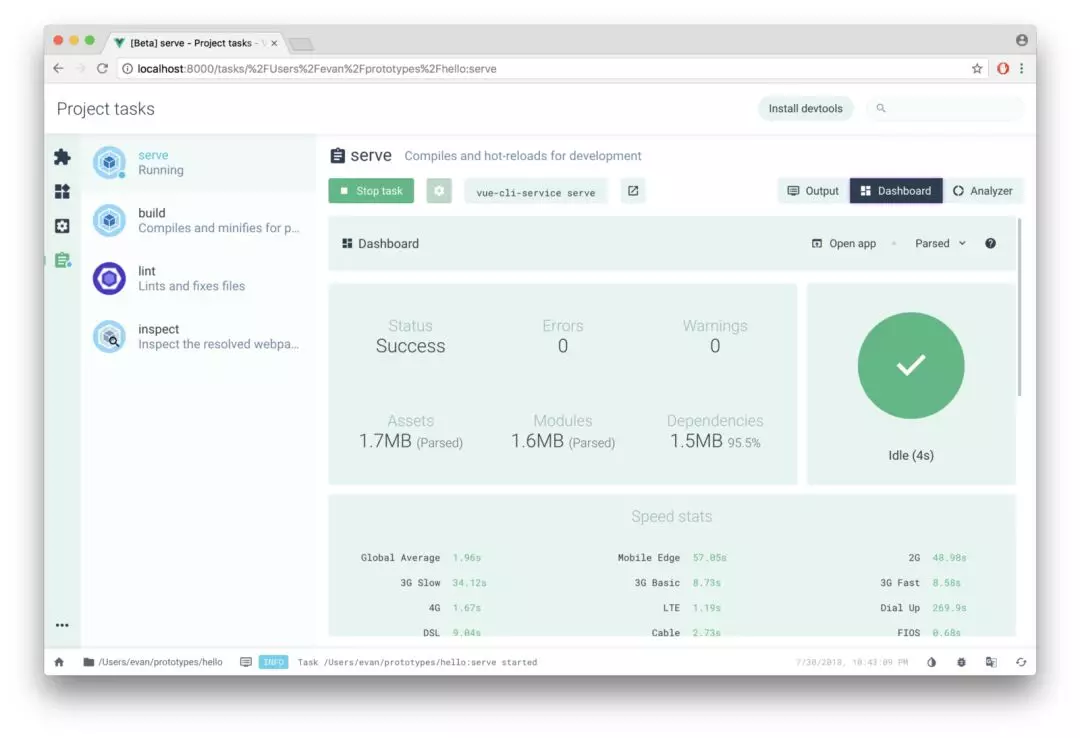 [Beta] serve - Project tasks -
localhost:8000/tasks/%2FUsers%2Fevan%2Fprototypes%2Fhello:serve
Project tasks
Install devtools
serve
Running
build
Compiles and minifies for p...
lint
Lints and fixes files
inspect
Inspect the resolved webpa...
serve Compiles and hot-reloads for development
Stop task vue-cli-service serve Output Dashboard Analyzer
Dashboard Open app Parsed
Status Errors Warnings
Success 0 0
Assets Modules Dependencies
1.7MB (Parsed) 1.6MB (Parsed) 1.5MB 95.5%
Idle (4s)
Speed stats
Global Average 1.96s Mobile Edge 57.05s 2G 48.98s
3G Slow 34.12s 3G Basic 8.73s 3G Fast 8.58s
4G 1.67s LTE 1.19s Dial Up 269.9s
DSL 9.04s Cable 2.73s FIOS 0.68s
/Users/evan/prototypes/hello INFO Task /Users/evan/prototypes/hello:serve started 7/30/2018, 10:43:09 PM